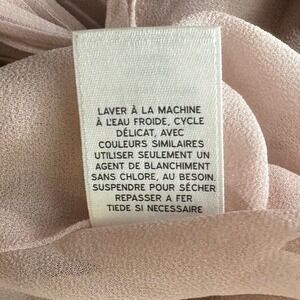 LAVER À LA MACHINE
À L'EAU FROIDE, CYCLE
DÉLICAT, AVEC
COULEURS SIMILAIRES
UTILISER SEULEMENT UN
AGENT DE BLANCHIMENT
SANS CHLORE, AU BESOIN.
SUSPENDRE POUR SÉCHER
REPASSER A FER
TIEDE SI NECESSAIRE